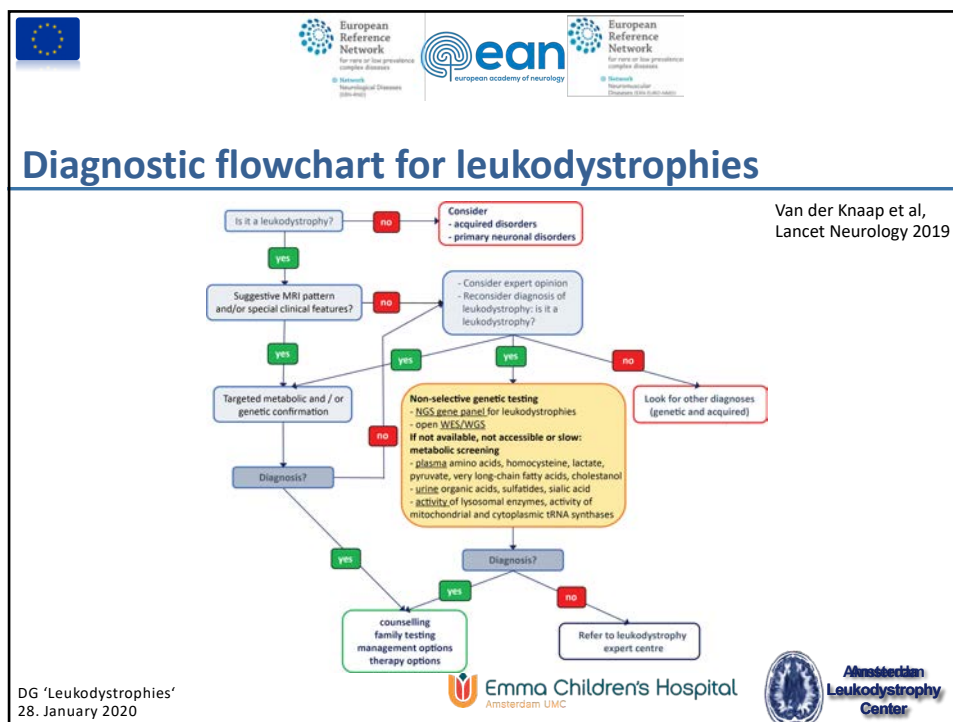 European
Reference
Network
for rare or low prevalence
complex diseases
Network
Neurological Diseases
(ERN-RND)
ean
european academy of neurology
European
Reference
Network
for rare or low prevalence
complex diseases
Network
Neuromuscular
Diseases (ERN EURO-NMD)
Diagnostic flowchart for leukodystrophies
Van der Knaap et al,
Lancet Neurology 2019
Is it a leukodystrophy?
no
Consider
- acquired disorders
- primary neuronal disorders
yes
Suggestive MRI pattern
and/or special clinical features?
no
- Consider expert opinion
- Reconsider diagnosis of
leukodystrophy: is it a
leukodystrophy?
yes
yes
yes
no
Targeted metabolic and / or
genetic confirmation
no
Non-selective genetic testing
- NGS gene panel for leukodystrophies
- open WES/WGS
If not available, not accessible or slow:
metabolic screening
- plasma amino acids, homocysteine, lactate,
pyruvate, very long-chain fatty acids, cholestanol
- urine organic acids, sulfatides, sialic acid
- activity of lysosomal enzymes, activity of
mitochondrial and cytoplasmic tRNA synthases
Look for other diagnoses
(genetic and acquired)
Diagnosis?
yes
Diagnosis?
yes
no
counselling
family testing
management options
therapy options
Refer to leukodystrophy
expert centre
DG 'Leukodystrophies'
28. January 2020
Emma Children's Hospital
Amsterdam UMC
Amsterdam
Leukodystrophy
Center